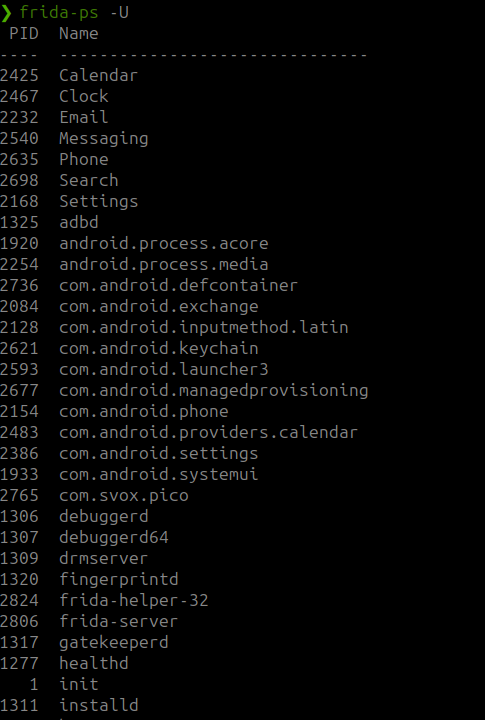 ❯ frida-ps -U
 PID  Name
----  -------------------------------
2425  Calendar
2467  Clock
2232  Email
2540  Messaging
2635  Phone
2698  Search
2168  Settings
1325  adbd
1920  android.process.acore
2254  android.process.media
2736  com.android.defcontainer
2084  com.android.exchange
2128  com.android.inputmethod.latin
2621  com.android.keychain
2593  com.android.launcher3
2677  com.android.managedprovisioning
2154  com.android.phone
2483  com.android.providers.calendar
2386  com.android.settings
1933  com.android.systemui
2765  com.svox.pico
1306  debuggerd
1307  debuggerd64
1309  drmserver
1320  fingerprintd
2824  frida-helper-32
2806  frida-server
1317  gatekeeperd
1277  healthd
   1  init
1311  installd